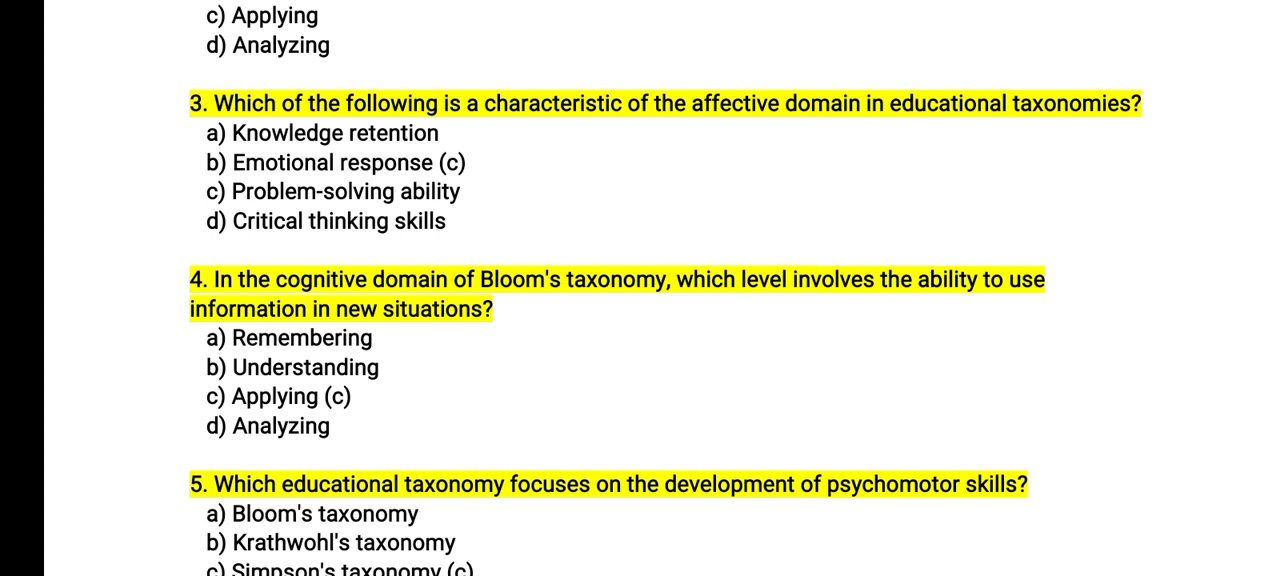 c) Applying
d) Analyzing
3. Which of the following is a characteristic of the affective domain in educational taxonomies?
a) Knowledge retention
b) Emotional response (c)
c) Problem-solving ability
d) Critical thinking skills
4. In the cognitive domain of Bloom's taxonomy, which level involves the ability to use
information in new situations?
a) Remembering
b) Understanding
c) Applying (c)
d) Analyzing
5. Which educational taxonomy focuses on the development of psychomotor skills?
a) Bloom's taxonomy
b) Krathwohl's taxonomy
c) Simpson's taxonomy (c)